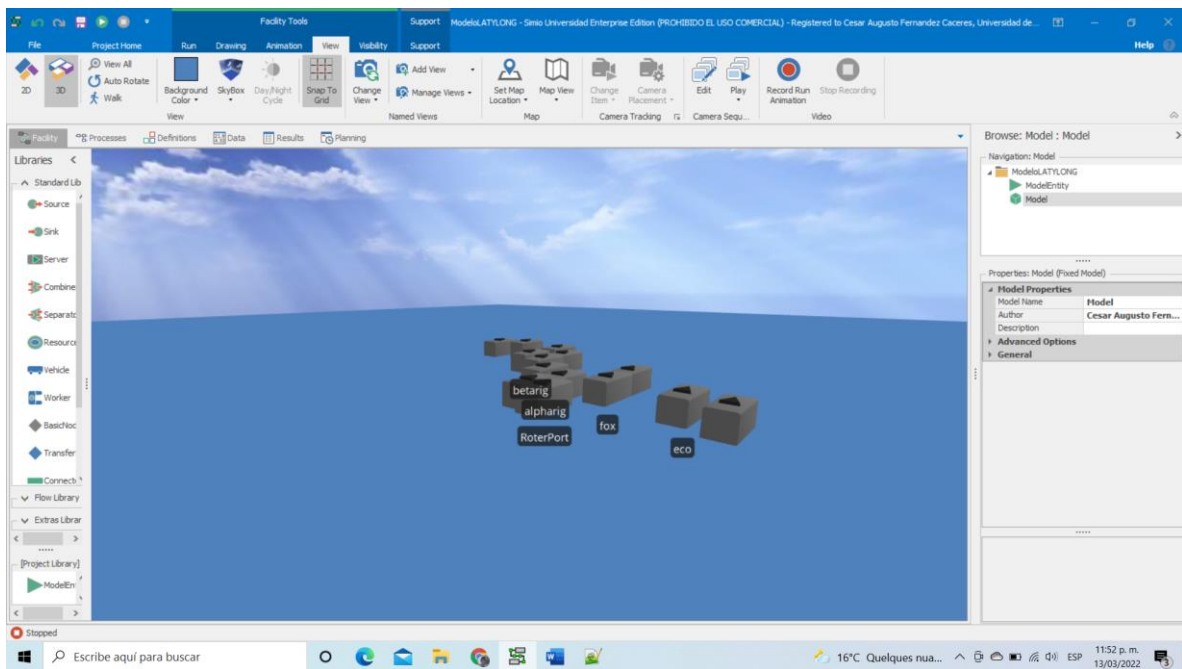 Facility Tools
Support
ModeloLATYLONG - Simio Universidad Enterprise Edition (PROHIBIDO EL USO COMERCIAL) - Registered to Cesar Augusto Fernandez Caceres, Universidad de...
File
Project Home
Run
Drawing
Animation
View
Visibility
Support
Help
2D
3D
View All
Auto Rotate
Walk
Background Color
SkyBox
Day/Night Cycle
Snap To Grid
Change View
Add View
Manage Views
Set Map Location
Map View
Change Item
Camera Placement
Edit
Play
Record Run Animation
Stop Recording
View
Named Views
Map
Camera Tracking
Camera Sequ...
Video
Facility
Processes
Definitions
Data
Results
Planning
Libraries
Standard Lib
Source
Sink
Server
Combine
Separato
Resource
Vehicle
Worker
BasicNod
Transfer
Connecto
Flow Library
Extras Librar
[Project Library]
ModelEn
betarig
alpharig
RoterPort
fox
eco
Browse: Model : Model
Navigation: Model
ModeloLATYLONG
ModelEntity
Model
Properties: Model (Fixed Model)
Model Properties
Model Name Model
Author Cesar Augusto Fern...
Description
Advanced Options
General
Stopped
Escribe aquí para buscar
16°C Quelques nua...
ESP
11:52 p. m.
13/03/2022
3